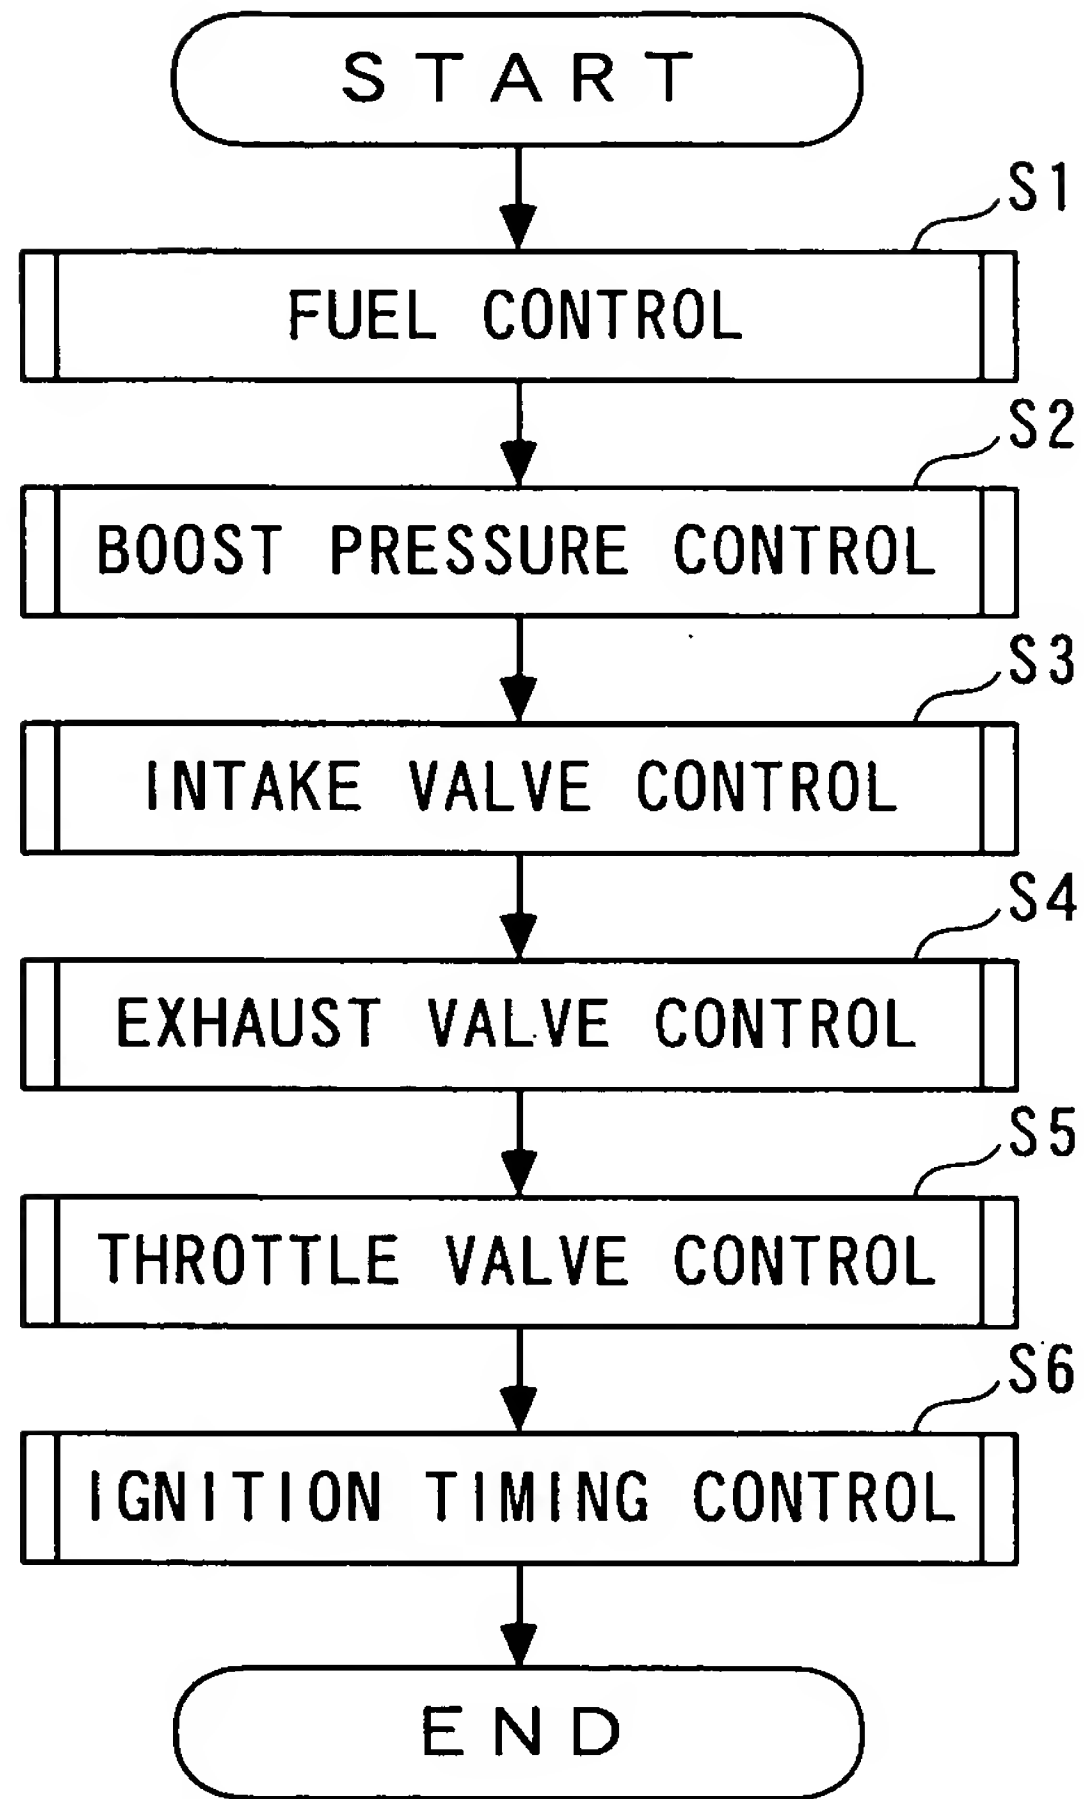 START
S1
FUEL CONTROL
S2
BOOST PRESSURE CONTROL
S3
INTAKE VALVE CONTROL
S4
EXHAUST VALVE CONTROL
S5
THROTTLE VALVE CONTROL
S6
IGNITION TIMING CONTROL
END